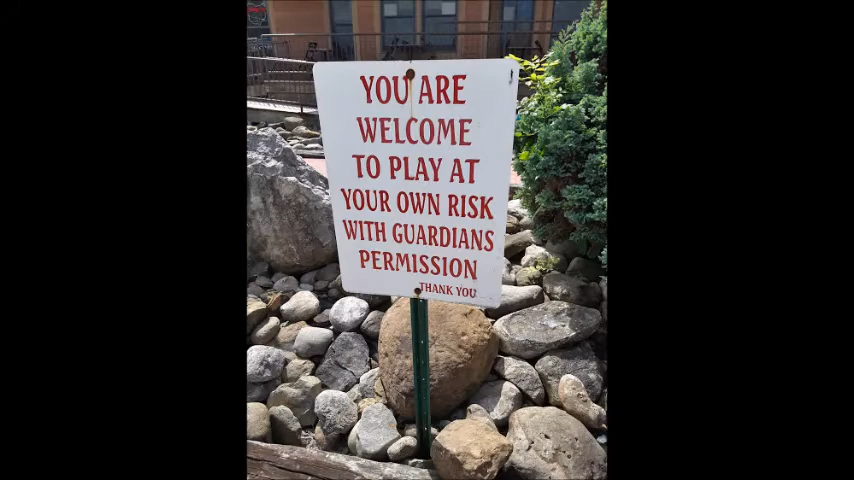 YOU ARE
WELCOME
TO PLAY AT
YOUR OWN RISK
WITH GUARDIANS
PERMISSION
THANK YOU